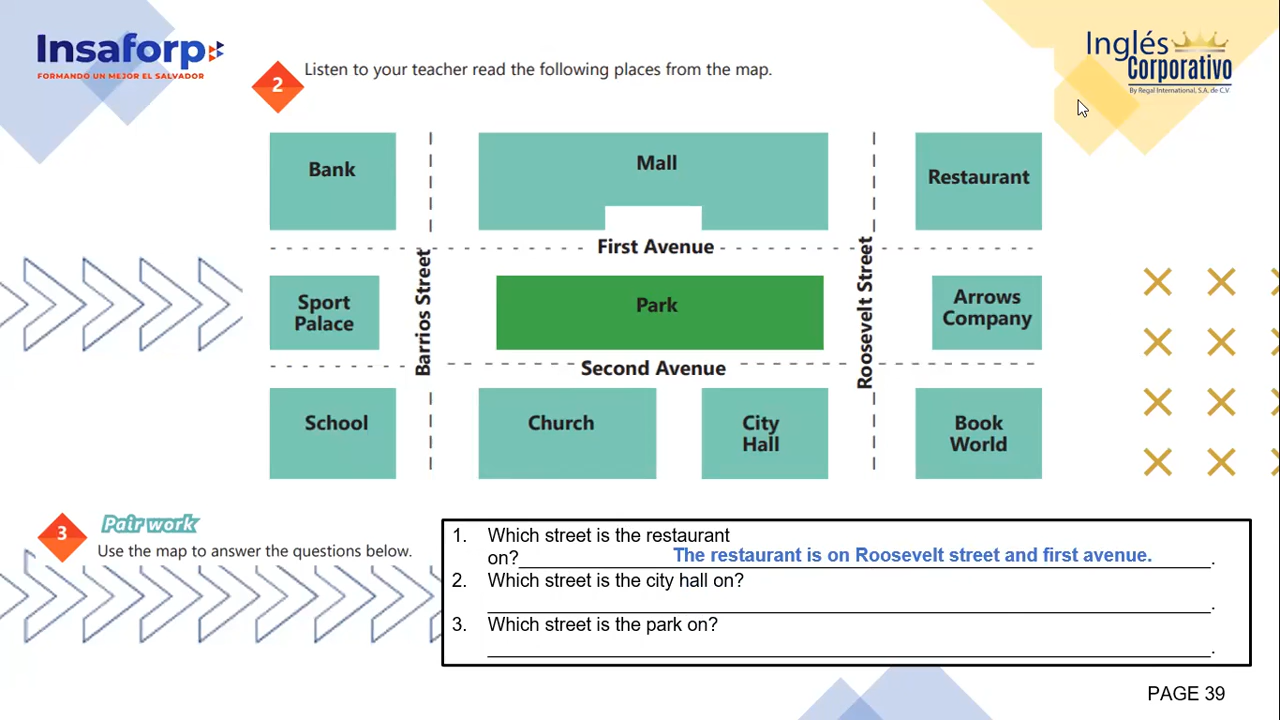 Insaforp
FORMANDO UN MEJOR EL SALVADOR
Inglés
Corporativo
By Regal International, S.A. de C.V.
2
Listen to your teacher read the following places from the map.
Bank
Mall
Restaurant
First Avenue
Sport
Palace
Barrios Street
Park
Roosevelt Street
Arrows
Company
Second Avenue
School
Church
City
Hall
Book
World
3
Pair work
Use the map to answer the questions below.
1. Which street is the restaurant
on?______ The restaurant is on Roosevelt street and first avenue. ______.
2. Which street is the city hall on?
______.
3. Which street is the park on?
______.
PAGE 39